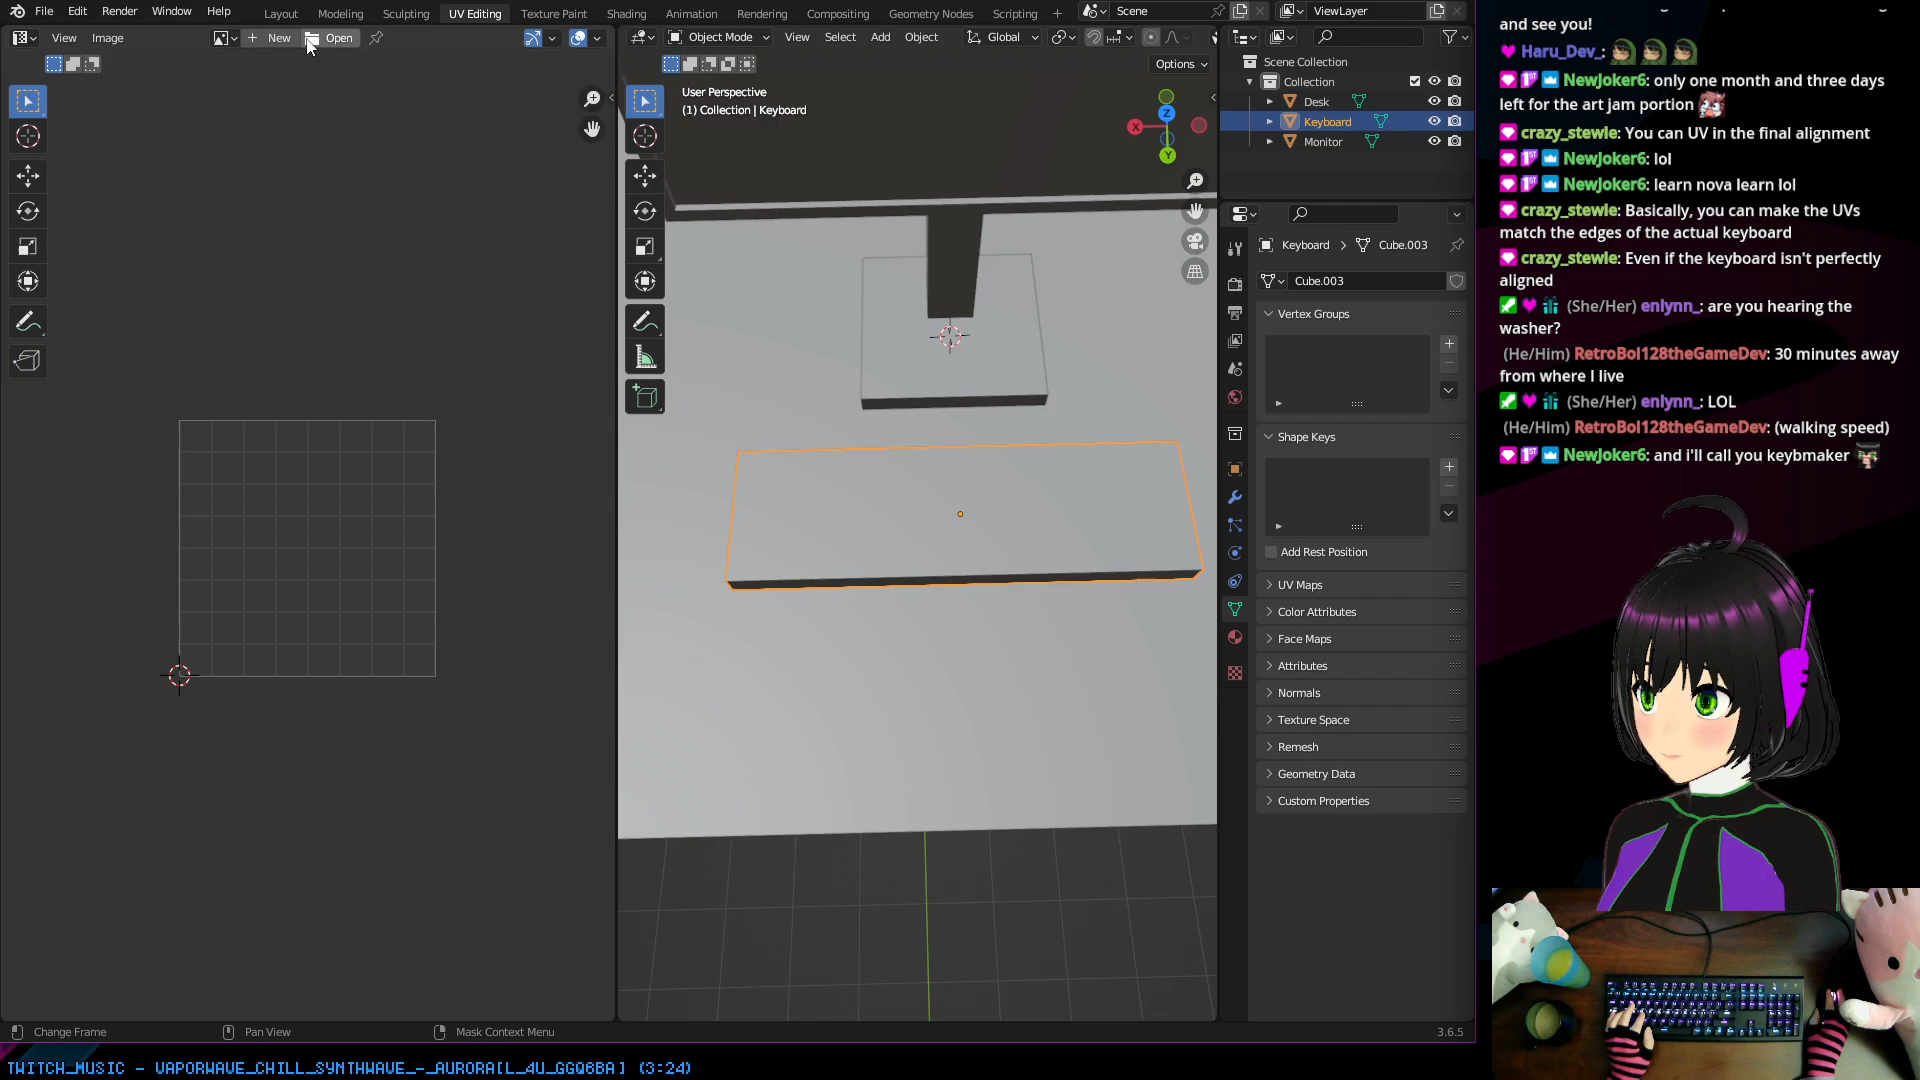 File Edit Render Window Help
Layout Modeling Sculpting UV Editing Texture Paint Shading Animation Rendering Compositing Geometry Nodes Scripting
Scene
ViewLayer
View Image
New Open
Object Mode View Select Add Object Global
Options
User Perspective
(1) Collection | Keyboard
X
Y
Z
Scene Collection
Collection
Desk
Keyboard
Monitor
Keyboard Cube.003
Cube.003
Vertex Groups
Shape Keys
Add Rest Position
UV Maps
Color Attributes
Face Maps
Attributes
Normals
Texture Space
Remesh
Geometry Data
Custom Properties
Change Frame Pan View Mask Context Menu 3.6.5
and see you!
Haru_Dev_:
NewJoker6: only one month and three days
left for the art jam portion
crazy_stewie: You can UV in the final alignment
NewJoker6: lol
NewJoker6: learn nova learn lol
crazy_stewie: Basically, you can make the UVs
match the edges of the actual keyboard
crazy_stewie: Even if the keyboard isn't perfectly
aligned
(She/Her) enlynn_: are you hearing the
washer?
(He/Him) RetroBoi128theGameDev: 30 minutes away
from where I live
(She/Her) enlynn_: LOL
(He/Him) RetroBoi128theGameDev: (walking speed)
NewJoker6: and i'll call you keybmaker
TWITCH_MUSIC - VAPORWAVE_CHILL_SYNTHWAVE_-_AURORA[L_4U_GGQ6BA] (3:24)